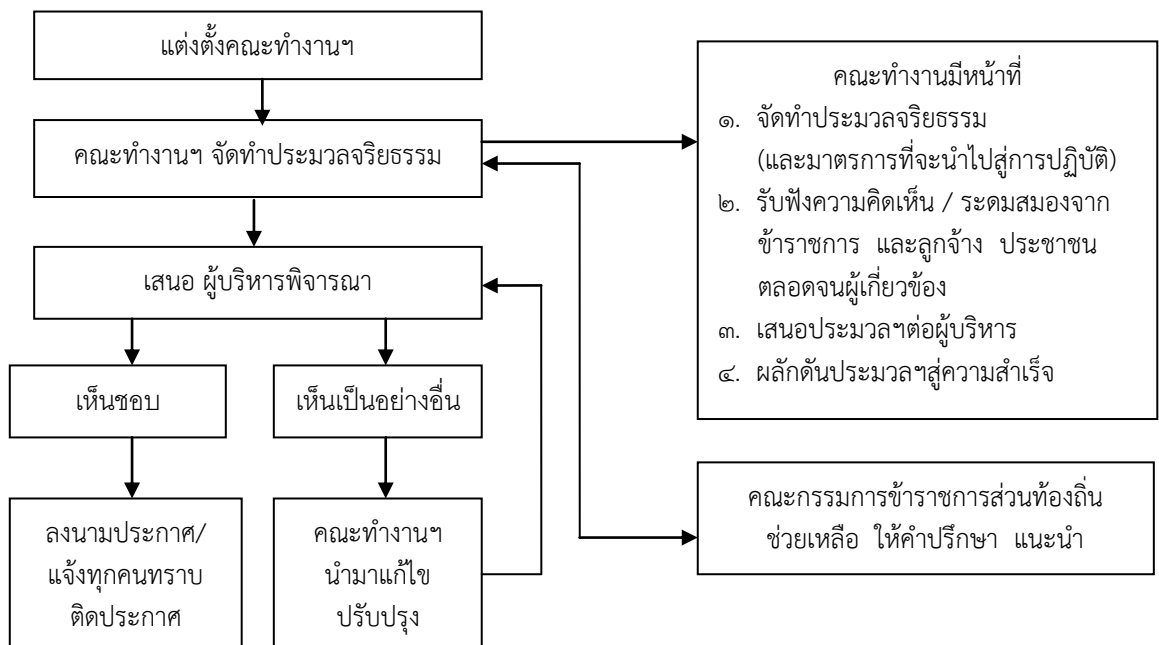 แต่งตั้งคณะทำงานฯ
คณะทำงานฯ จัดทำประมวลจริยธรรม
เสนอ ผู้บริหารพิจารณา
เห็นชอบ
เห็นเป็นอย่างอื่น
ลงนามประกาศ/
แจ้งทุกคนทราบ
ติดประกาศ
คณะทำงานฯ
นำมาแก้ไข
ปรับปรุง
คณะทำงานมีหน้าที่
๑. จัดทำประมวลจริยธรรม
(และมาตรการที่จะนำไปสู่การปฏิบัติ)
๒. รับฟังความคิดเห็น / ระดมสมองจาก
ข้าราชการ และลูกจ้าง ประชาชน
ตลอดจนผู้เกี่ยวข้อง
๓. เสนอประมวลฯต่อผู้บริหาร
๔. ผลักดันประมวลฯสู่ความสำเร็จ
คณะกรรมการข้าราชการส่วนท้องถิ่น
ช่วยเหลือ ให้คำปรึกษา แนะนำ